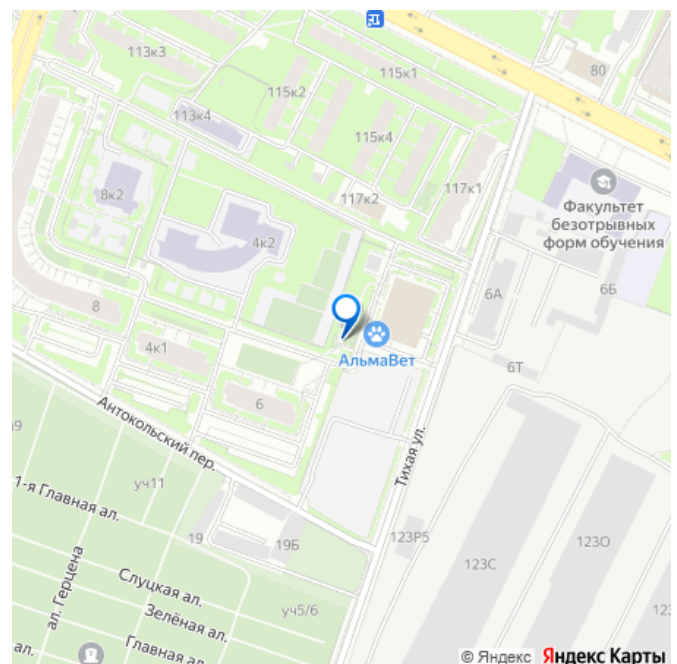 113к3
115к1
80
115к2
113к4
115к4
Факультет
безотрывных
форм обучения
8к2
117к2
117к1
4к2
6А
6Б
8
4к1
АльмаВет
6Т
6
Антокольский пер.
Тихая ул.
уч11
1-я Главная ал.
19
19Б
123Р5
123С
123О
ал. Герцена
Слуцкая ал.
Зелёная ал.
Главная ал.
уч5/6
ал.
© Яндекс Яндекс Карты